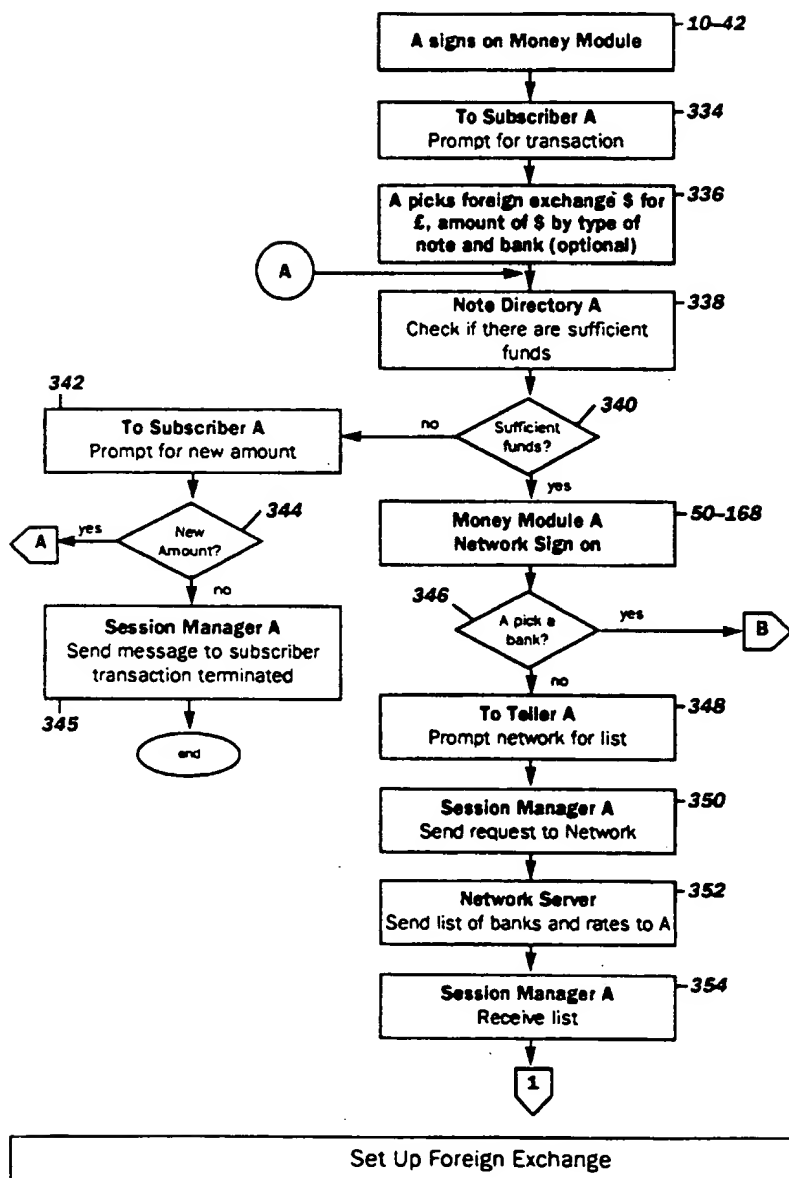 10–42
A signs on Money Module
334
To Subscriber A
Prompt for transaction
336
A picks foreign exchange $ for
£, amount of $ by type of
note and bank (optional)
A
338
Note Directory A
Check if there are sufficient
funds
342
To Subscriber A
Prompt for new amount
no
340
Sufficient
funds?
yes
344
New
Amount?
yes
A
no
50–168
Money Module A
Network Sign on
346
A pick a
bank?
yes
B
no
Session Manager A
Send message to subscriber
transaction terminated
345
end
348
To Teller A
Prompt network for list
350
Session Manager A
Send request to Network
352
Network Server
Send list of banks and rates to A
354
Session Manager A
Receive list
1
Set Up Foreign Exchange